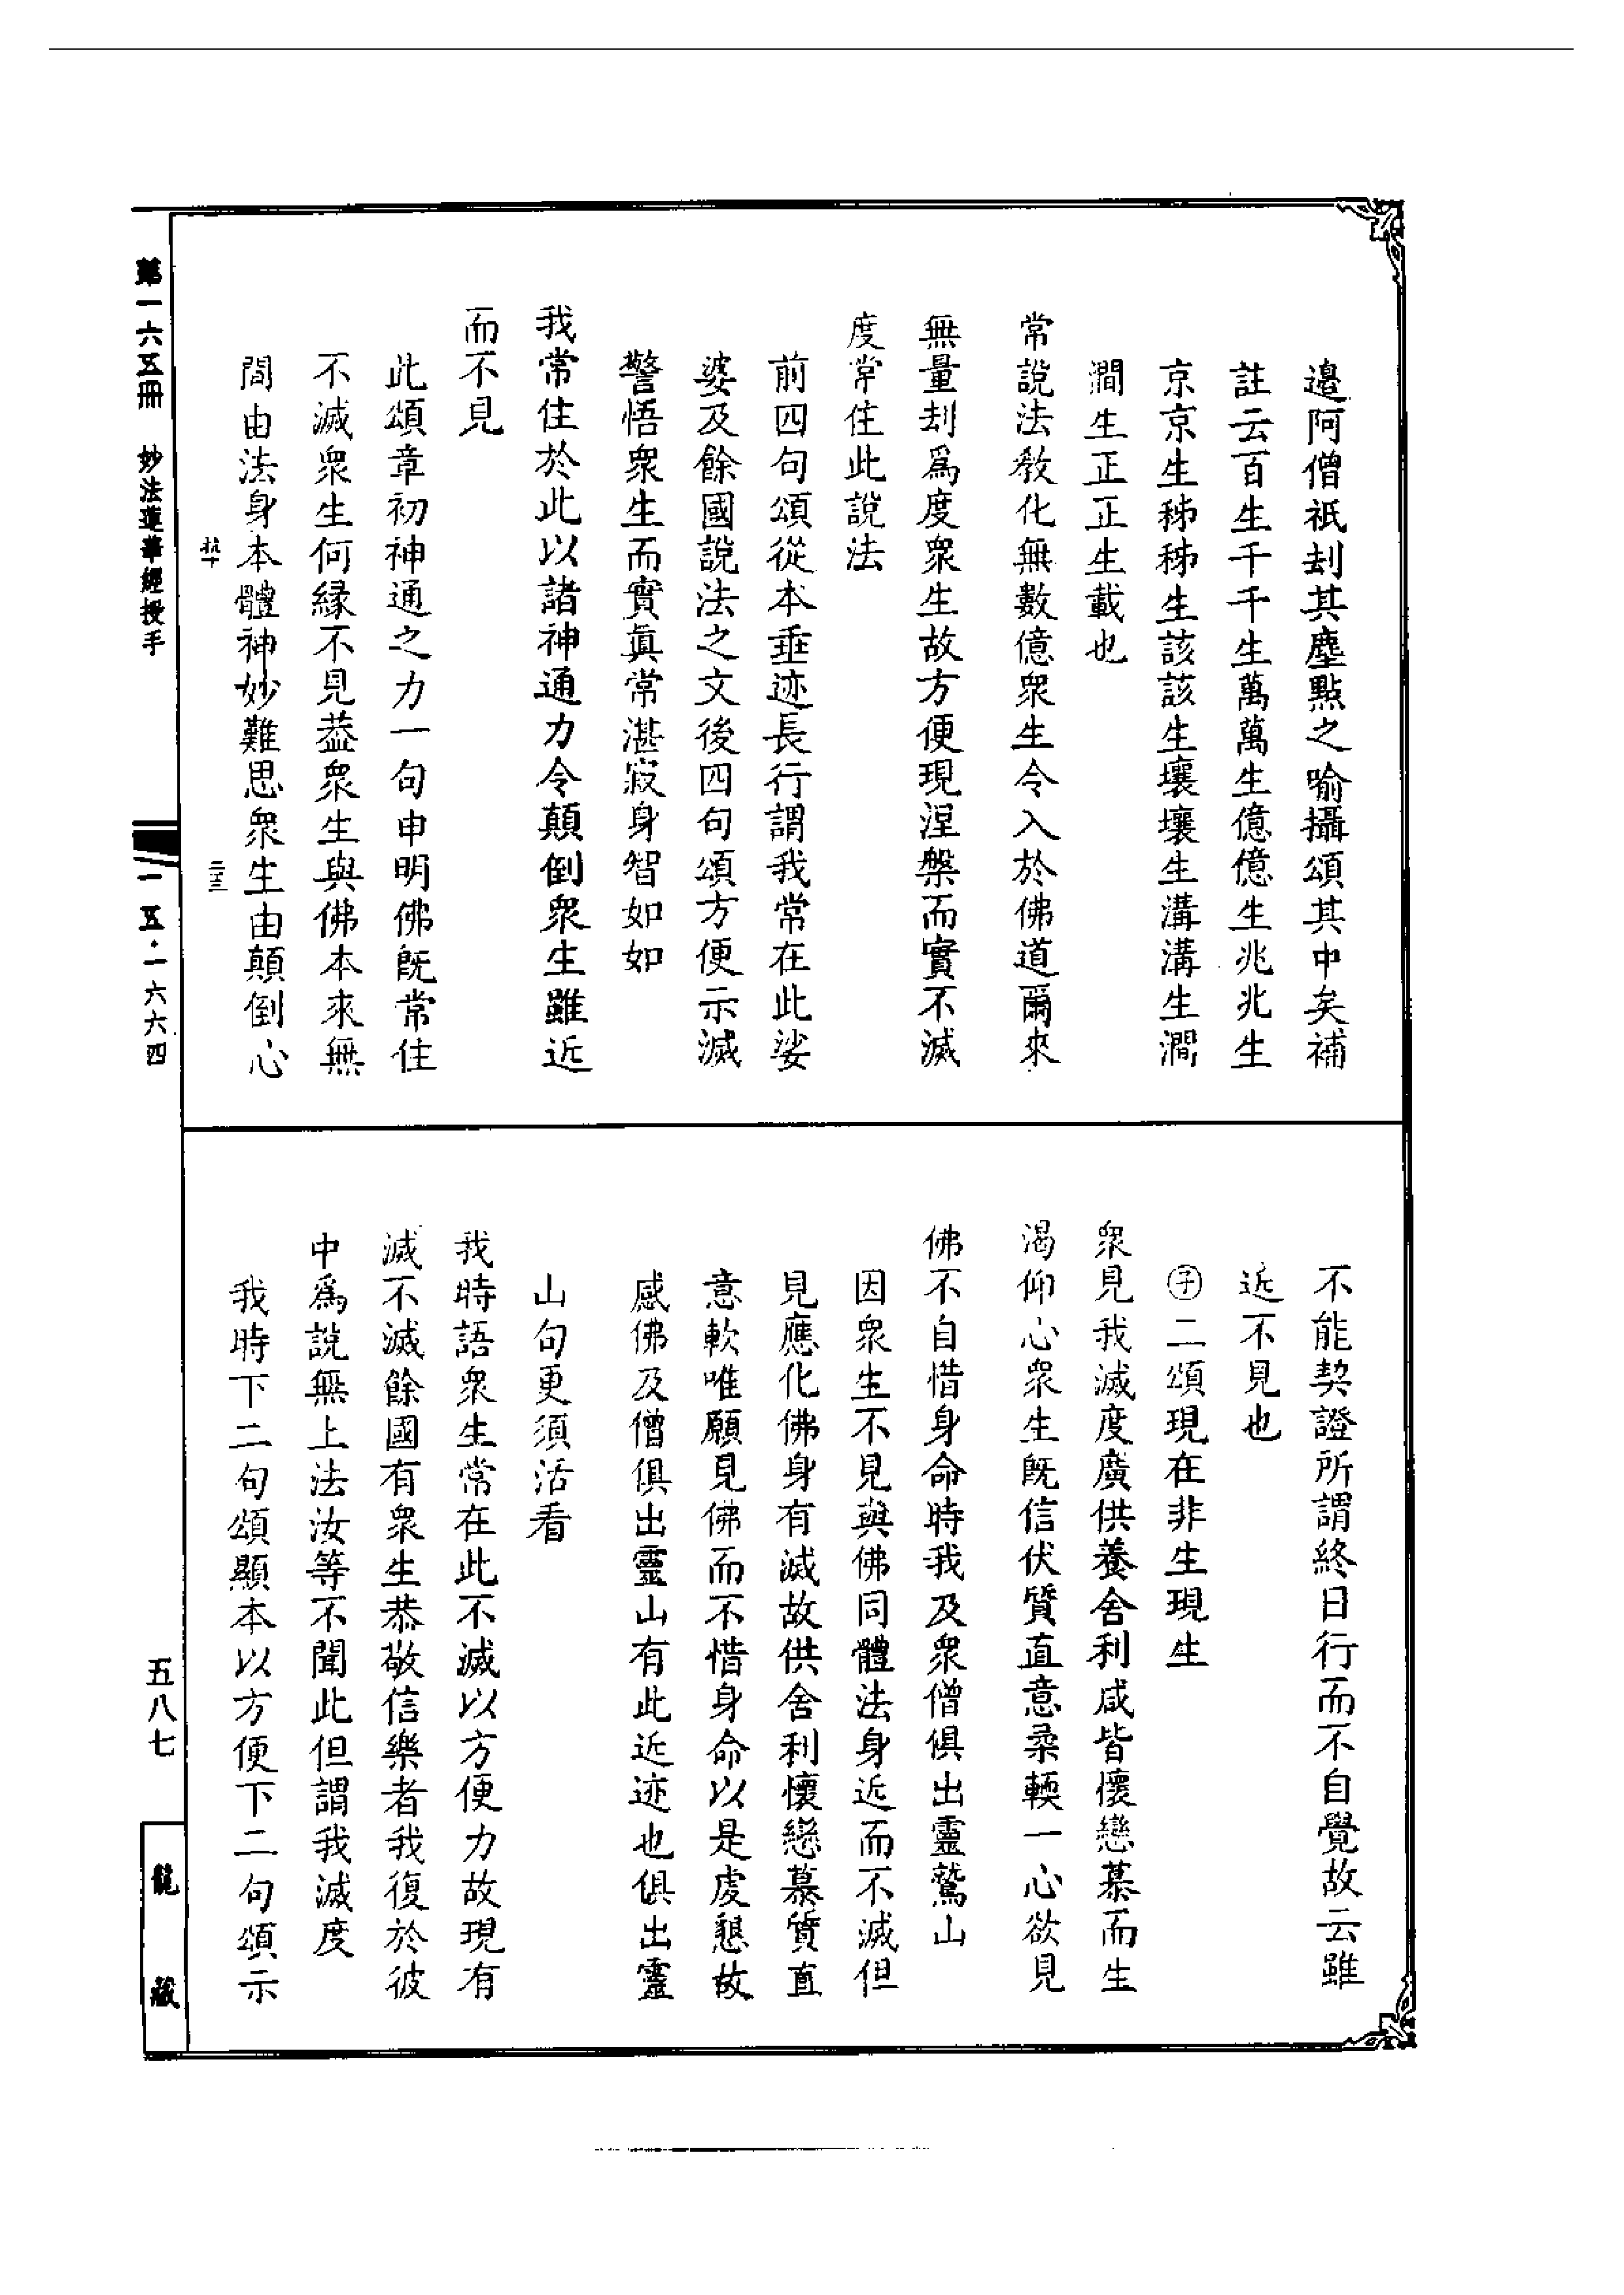 邉阿僧祇刦其塵點之喻攝頌其中矣補
註云百生千千生萬萬生億億生兆兆生
京京生秭秭生該該生壤壤生溝溝生澗
澗生正正生載也
常說法敎化無數億衆生令入於佛道爾來
無量刦爲度衆生故方便現涅槃而實不滅
度常住此說法
前四句頌從本垂迹長行謂我常在此娑
婆及餘國說法之文後四句頌方便示滅
警悟衆生而實眞常湛寂身智如如
我常住於此以諸神通力令顛倒衆生雖近
而不見
此頌章初神通之力一句申明佛旣常住
不滅衆生何縁不見葢衆生與佛本來無
間由法身本體神妙難思衆生由顛倒心
不能契證所謂終日行而不自覺故云雖
近不見也
㊗子二頌現在非生現生
衆見我滅度廣供養舍利咸皆懷戀慕而生
渴仰心衆生旣信伏質直意柔輭一心欲見
佛不自惜身命時我及衆僧俱出靈鷲山
因衆生不見與佛同體法身近而不滅但
見應化佛身有滅故供舍利懷戀慕質直
意軟唯願見佛而不惜身命以是虔懇故
感佛及僧俱出靈山有此近迹也俱出靈
山句更須活看
我時語衆生常在此不滅以方便力故現有
滅不滅餘國有衆生恭敬信樂者我復於彼
中爲說無上法汝等不聞此但謂我滅度
我時下二句頌顯本以方便下二句頌示
第一六五冊　妙法蓮華經授手
一五·一六六四
五八七
龍藏